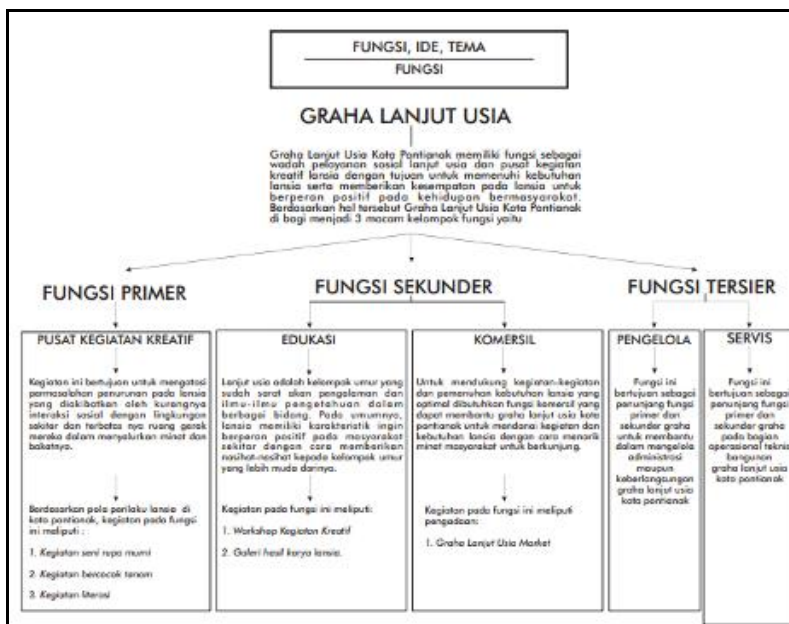 FUNGSI, IDE, TEMA
FUNGSI
GRAHA LANJUT USIA
Graha Lanjut Usia Kota Pontianak memiliki fungsi sebagai
wadah pelayanan sosial lanjut usia dan pusat kegiatan
kreatif lansia dengan tujuan untuk memenuhi kebutuhan
lansia serta memberikan kesempatan pada lansia untuk
berperan positif pada kehidupan bermasyarakat.
Berdasarkan hal tersebut Graha Lanjut Usia Kota Pontianak
di bagi menjadi 3 macam kelompok fungsi yaitu
FUNGSI PRIMER
PUSAT KEGIATAN KREATIF
Kegiatan ini bertujuan untuk mengatasi
permasalahan penurunan pada lansia
yang diakibatkan oleh kurangnya
interaksi sosial dengan lingkungan
sekitar dan terbatas nya ruang gerak
mereka dalam menyalurkan minat dan
bakatnya.
Berdasarkan pola perilaku lansia di
kota pontianak, kegiatan pada fungsi
ini meliputi :
1. Kegiatan seni rupa murni
2. Kegiatan bercocok tanam
3. Kegiatan literasi
FUNGSI SEKUNDER
EDUKASI
Lanjut usia adalah kelompok umur yang
sudah sarat akan pengalaman dan
ilmu-ilmu pengetahuan dalam
berbagai bidang. Pada umumnya,
lansia memiliki karakteristik ingin
berperan positif pada masyarakat
sekitar dengan cara memberikan
nasihat-nasihat kepada kelompok umur
yang lebih muda darinya.
Kegiatan pada fungsi ini meliputi:
1. Workshop Kegiatan Kreatif
2. Galeri hasil karya lansia.
KOMERSIL
Untuk mendukung kegiatan-kegiatan
dan pemenuhan kebutuhan lansia yang
optimal dibutuhkan fungsi komersil yang
dapat membantu graha lanjut usia kota
pontianak untuk mendanai kegiatan dan
kebutuhan lansia dengan cara menarik
minat masyarakat untuk berkunjung.
Kegiatan pada fungsi ini meliputi
pengadaan:
1. Graha Lanjut Usia Market
FUNGSI TERSIER
PENGELOLA
Fungsi ini
bertujuan sebagai
penunjang fungsi
primer dan
sekunder graha
untuk membantu
dalam mengelola
administrasi
maupun
keberlangsungan
graha lanjut usia
kota pontianak
SERVIS
Fungsi ini
bertujuan sebagai
penunjang fungsi
primer dan
sekunder graha
pada bagian
operasional teknis
bangunan
graha lanjut usia
kota pontianak